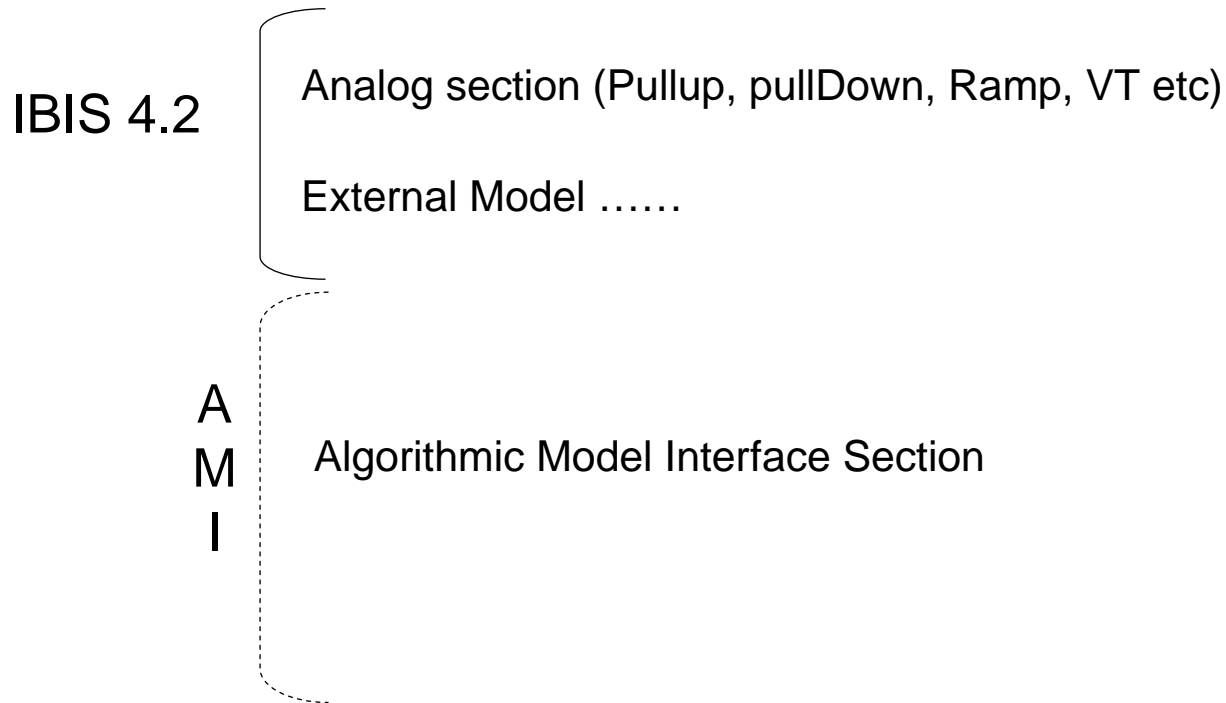 IBIS 4.2
Analog section (Pullup, pullDown, Ramp, VT etc)
External Model ……
A
M
I
Algorithmic Model Interface Section